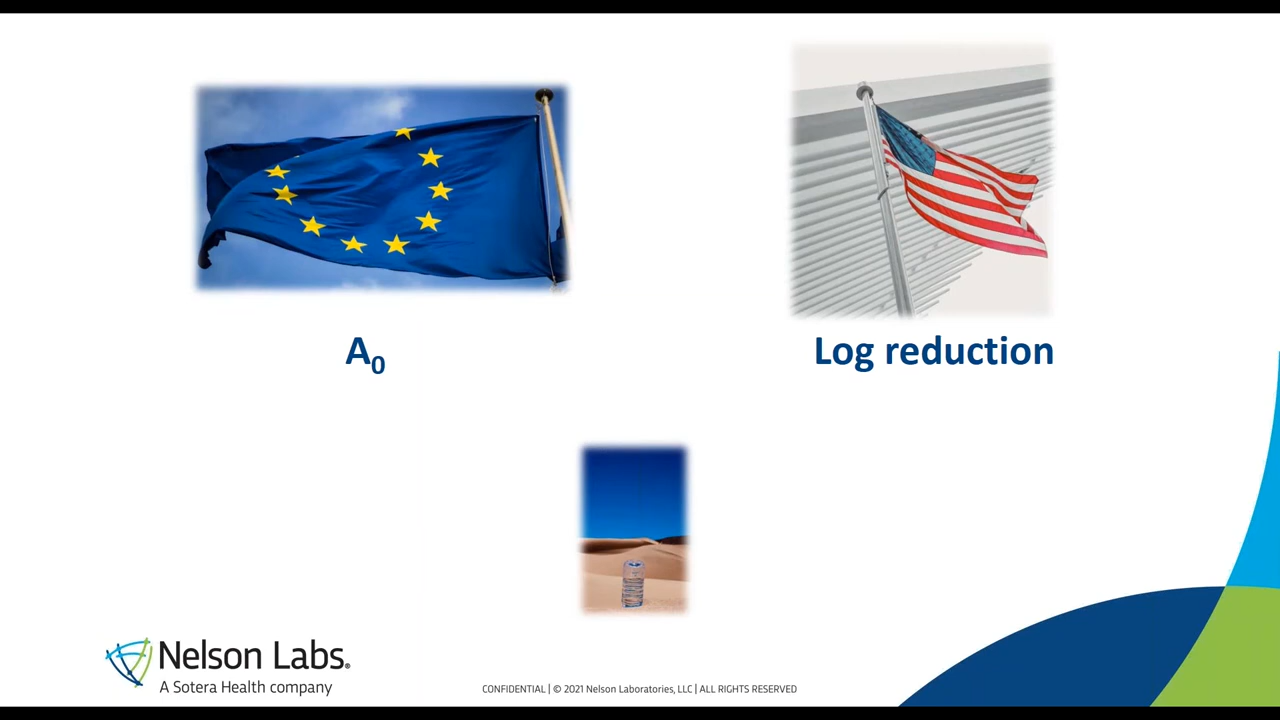 A₀
Log reduction
Nelson Labs®
A Sotera Health company
CONFIDENTIAL | © 2021 Nelson Laboratories, LLC | ALL RIGHTS RESERVED